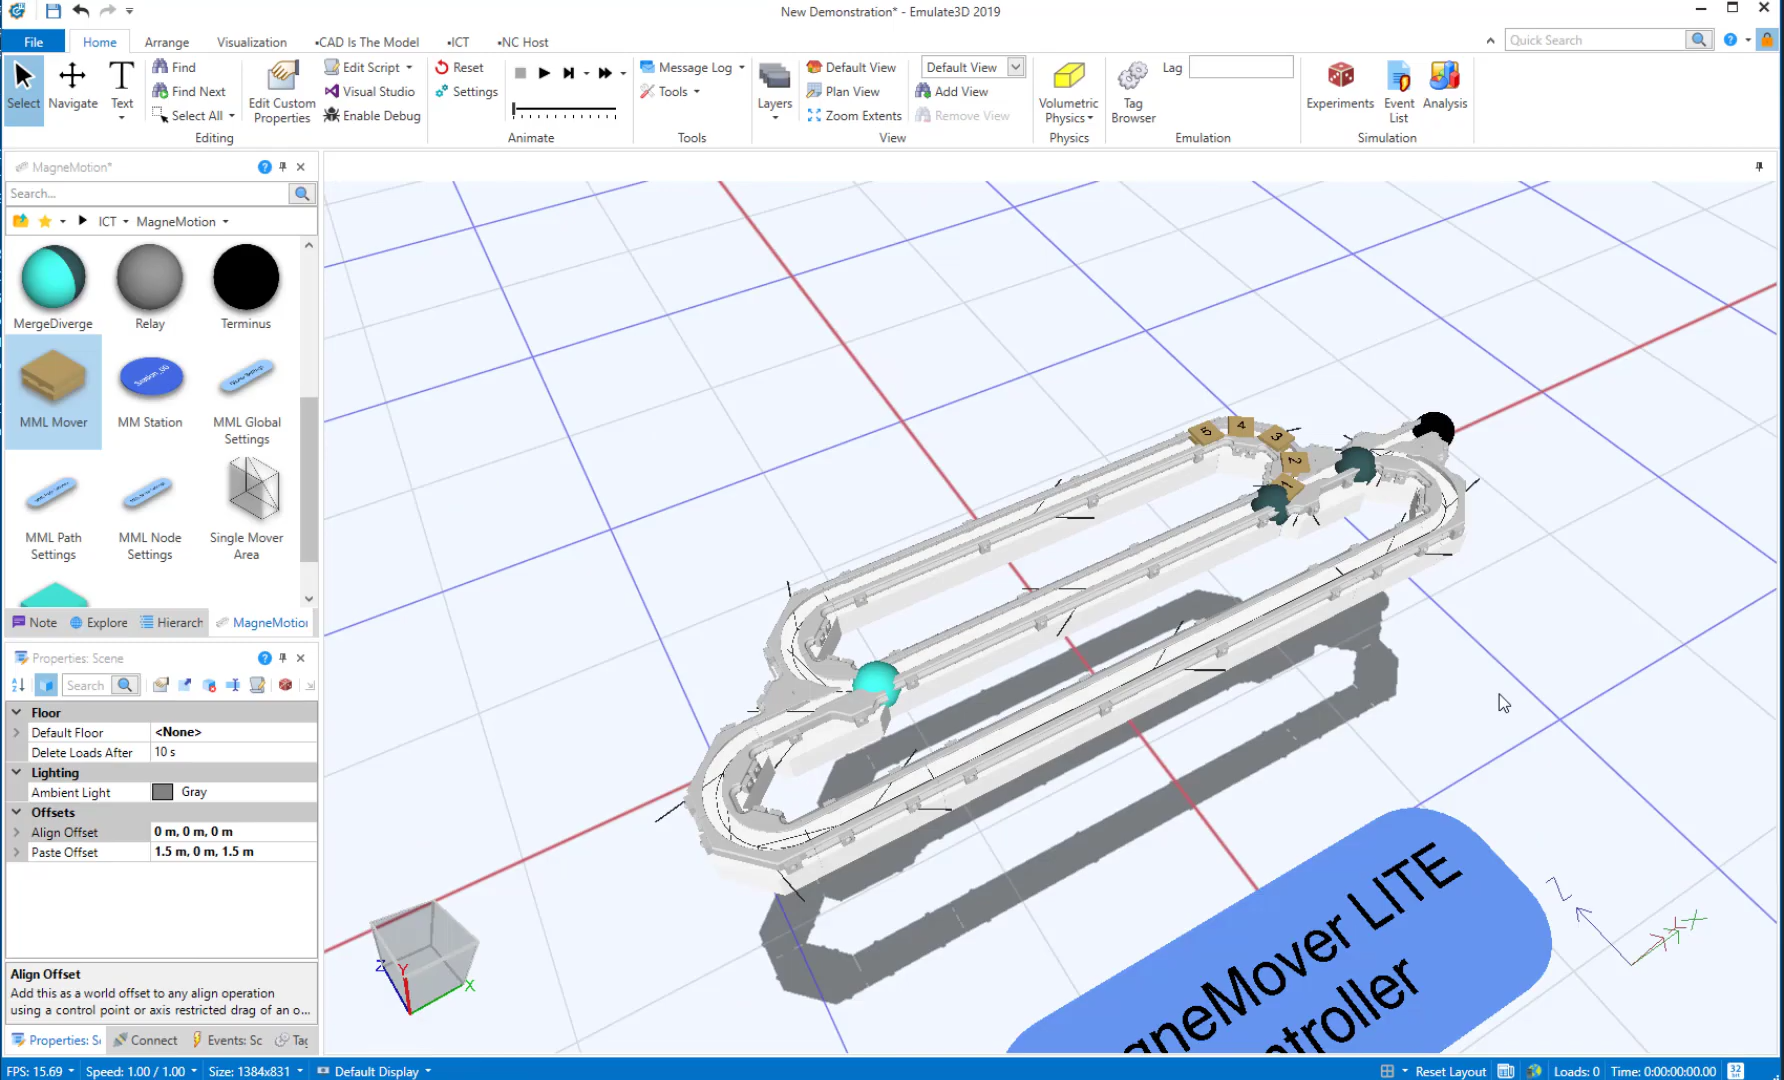 New Demonstration* - Emulate3D 2019
File Home Arrange Visualization •CAD Is The Model •ICT •NC Host
Quick Search
Select Navigate Text
Find
Find Next
Select All
Edit Custom Properties
Edit Script
Visual Studio
Enable Debug
Editing
Reset
Settings
Animate
Message Log
Tools
Tools
Layers
Default View
Plan View
Zoom Extents
Default View
Add View
Remove View
View
Volumetric Physics
Physics
Tag Browser
Lag
Emulation
Experiments
Event List
Analysis
Simulation
MagneMotion*
Search...
ICT MagneMotion
MergeDiverge Relay Terminus
Station_00
MML Mover MM Station MML Global Settings
MML Path Settings MML Node Settings Single Mover Area
Note Explore Hierarch MagneMotio
Properties: Scene
Search
Floor
Default Floor <None>
Delete Loads After 10 s
Lighting
Ambient Light Gray
Offsets
Align Offset 0 m, 0 m, 0 m
Paste Offset 1.5 m, 0 m, 1.5 m
Align Offset
Add this as a world offset to any align operation
using a control point or axis restricted drag of an o...
Properties: Sc Connect Events: Sc Tag
5 4 3 2 1
gneMover LITE
ntroller
Z Y X
Z Y X
FPS: 15.69 Speed: 1.00 / 1.00 Size: 1384x831 Default Display Reset Layout Loads: 0 Time: 0:00:00:00.00 32